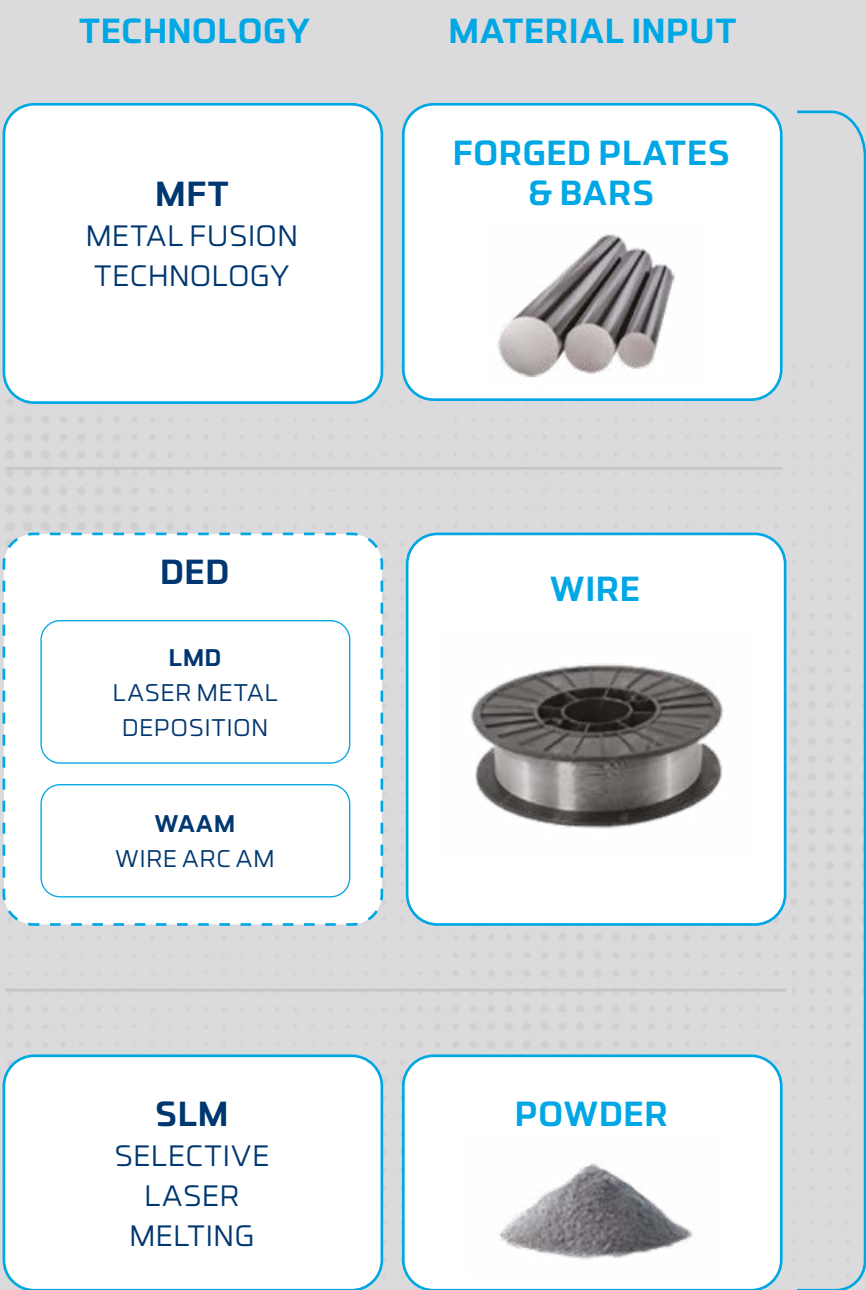 TECHNOLOGY
MATERIAL INPUT
MFT
METAL FUSION
TECHNOLOGY
FORGED PLATES
& BARS
DED
LMD
LASER METAL
DEPOSITION
WAAM
WIRE ARC AM
WIRE
SLM
SELECTIVE
LASER
MELTING
POWDER